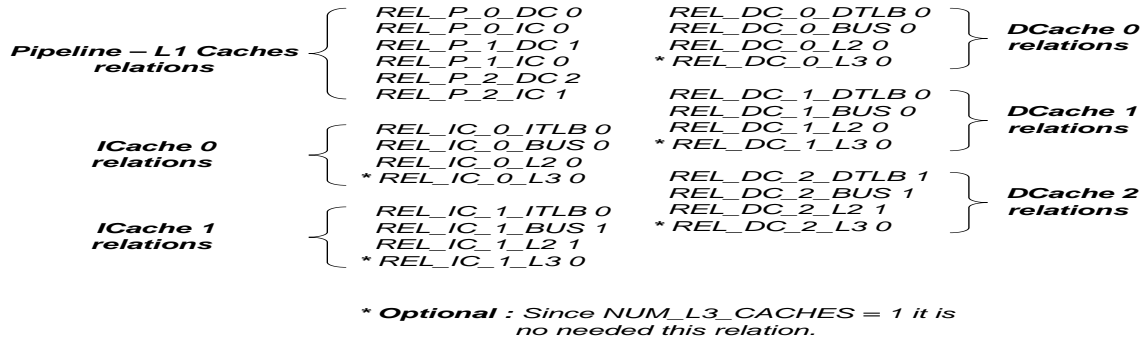 Pipeline – L1 Caches
relations
REL_P_0_DC 0
REL_P_0_IC 0
REL_P_1_DC 1
REL_P_1_IC 0
REL_P_2_DC 2
REL_P_2_IC 1
ICache 0
relations
REL_IC_0_ITLB 0
REL_IC_0_BUS 0
REL_IC_0_L2 0
* REL_IC_0_L3 0
ICache 1
relations
REL_IC_1_ITLB 0
REL_IC_1_BUS 1
REL_IC_1_L2 1
* REL_IC_1_L3 0
REL_DC_0_DTLB 0
REL_DC_0_BUS 0
REL_DC_0_L2 0
* REL_DC_0_L3 0
DCache 0
relations
REL_DC_1_DTLB 0
REL_DC_1_BUS 0
REL_DC_1_L2 0
* REL_DC_1_L3 0
DCache 1
relations
REL_DC_2_DTLB 1
REL_DC_2_BUS 1
REL_DC_2_L2 1
* REL_DC_2_L3 0
DCache 2
relations
* Optional : Since NUM_L3_CACHES = 1 it is
no needed this relation.